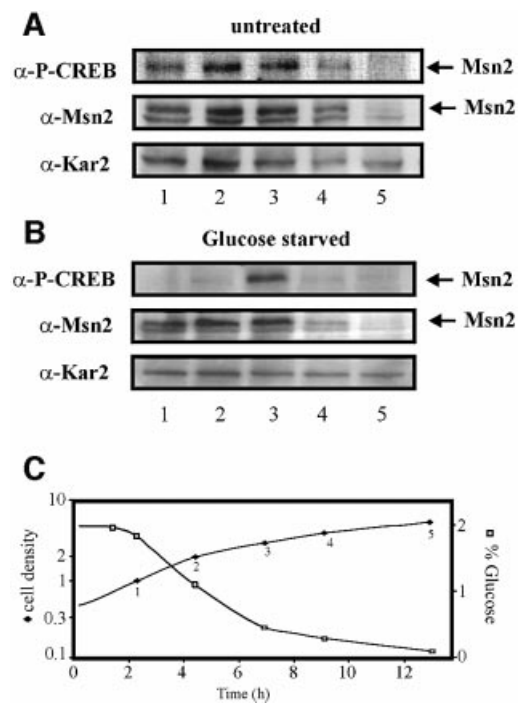 A
untreated
α-P-CREB
Msn2
α-Msn2
Msn2
α-Kar2
1 2 3 4 5
B
Glucose starved
α-P-CREB
Msn2
α-Msn2
Msn2
α-Kar2
1 2 3 4 5
C
10
2
1
0.3
0.1
cell density
1
2
3
4
5
2
1
0
% Glucose
0 2 4 6 8 10 12
Time (h)